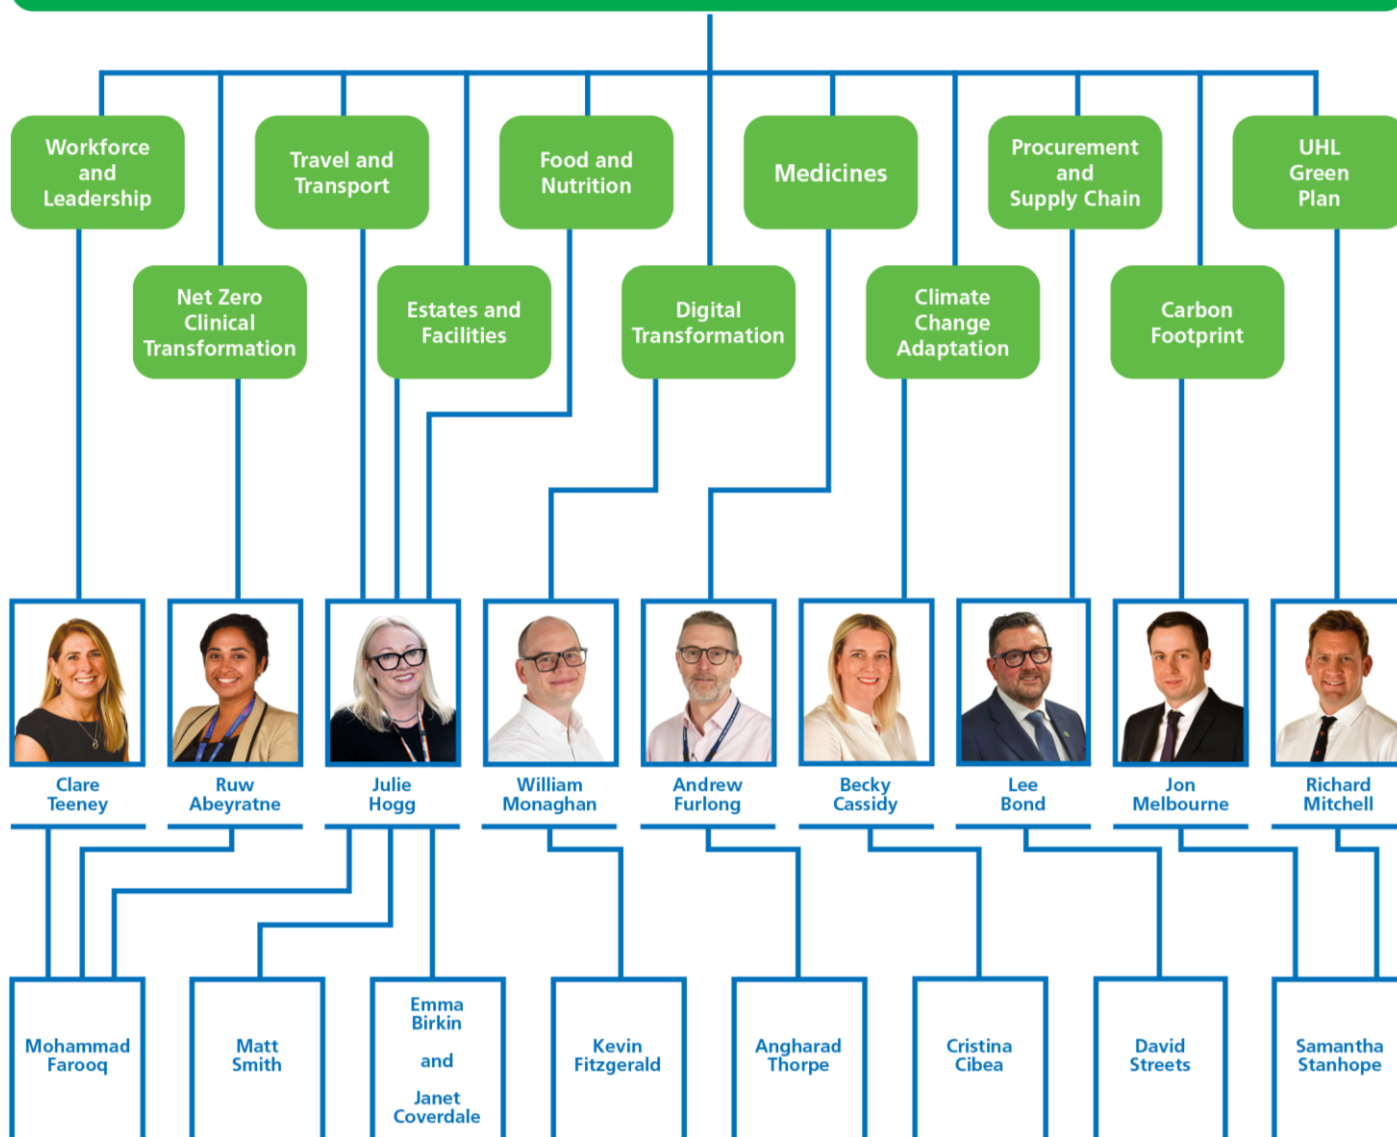 Workforce
and
Leadership
Travel and
Transport
Food and
Nutrition
Medicines
Procurement
and
Supply Chain
UHL
Green
Plan
Net Zero
Clinical
Transformation
Estates and
Facilities
Digital
Transformation
Climate
Change
Adaptation
Carbon
Footprint
Clare
Teeney
Ruw
Abeyratne
Julie
Hogg
William
Monaghan
Andrew
Furlong
Becky
Cassidy
Lee
Bond
Jon
Melbourne
Richard
Mitchell
Mohammad
Farooq
Matt
Smith
Emma
Birkin
and
Janet
Coverdale
Kevin
Fitzgerald
Angharad
Thorpe
Cristina
Cibea
David
Streets
Samantha
Stanhope